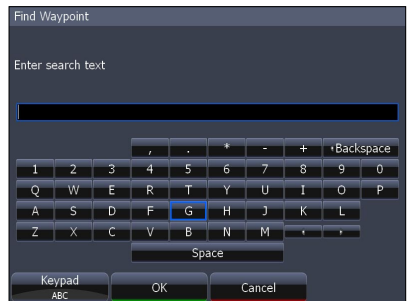 Find Waypoint
Enter search text
, . * - + Backspace
1 2 3 4 5 6 7 8 9 0
Q W E R T Y U I O P
A S D F G H J K L
Z X C V B N M
Space
Keypad OK Cancel
ABC